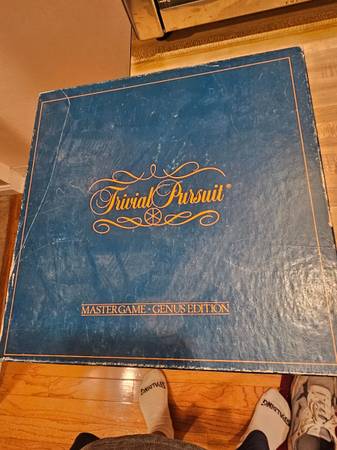 Trivial Pursuit®
MASTER GAME • GENUS EDITION